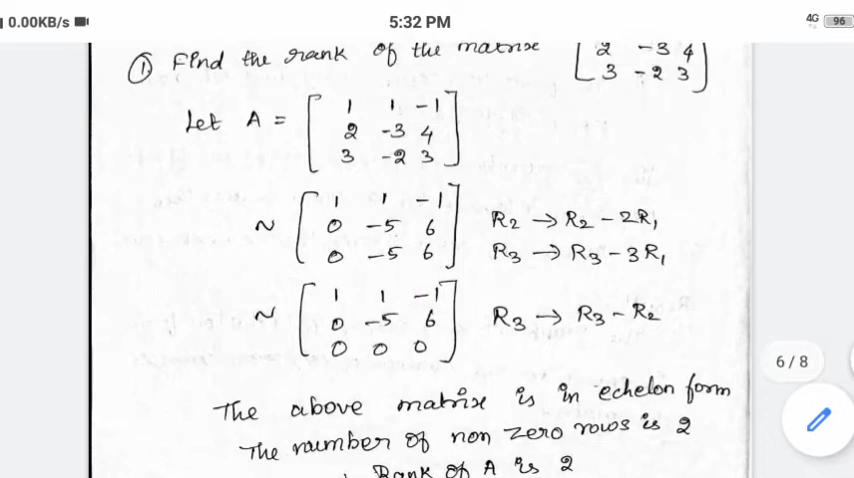 0.00KB/s 5:32 PM 4G 96
① Find the rank of the matrix [ 2 -3 4
3 -2 3 ]
Let A = [ 1 1 -1
2 -3 4
3 -2 3 ]
~ [ 1 1 -1
0 -5 6
0 -5 6 ] R2 → R2 - 2R1
R3 → R3 - 3R1
~ [ 1 1 -1
0 -5 6
0 0 0 ] R3 → R3 - R2
6 / 8
The above matrix is in echelon form
The number of non zero rows is 2
Rank of A is 2